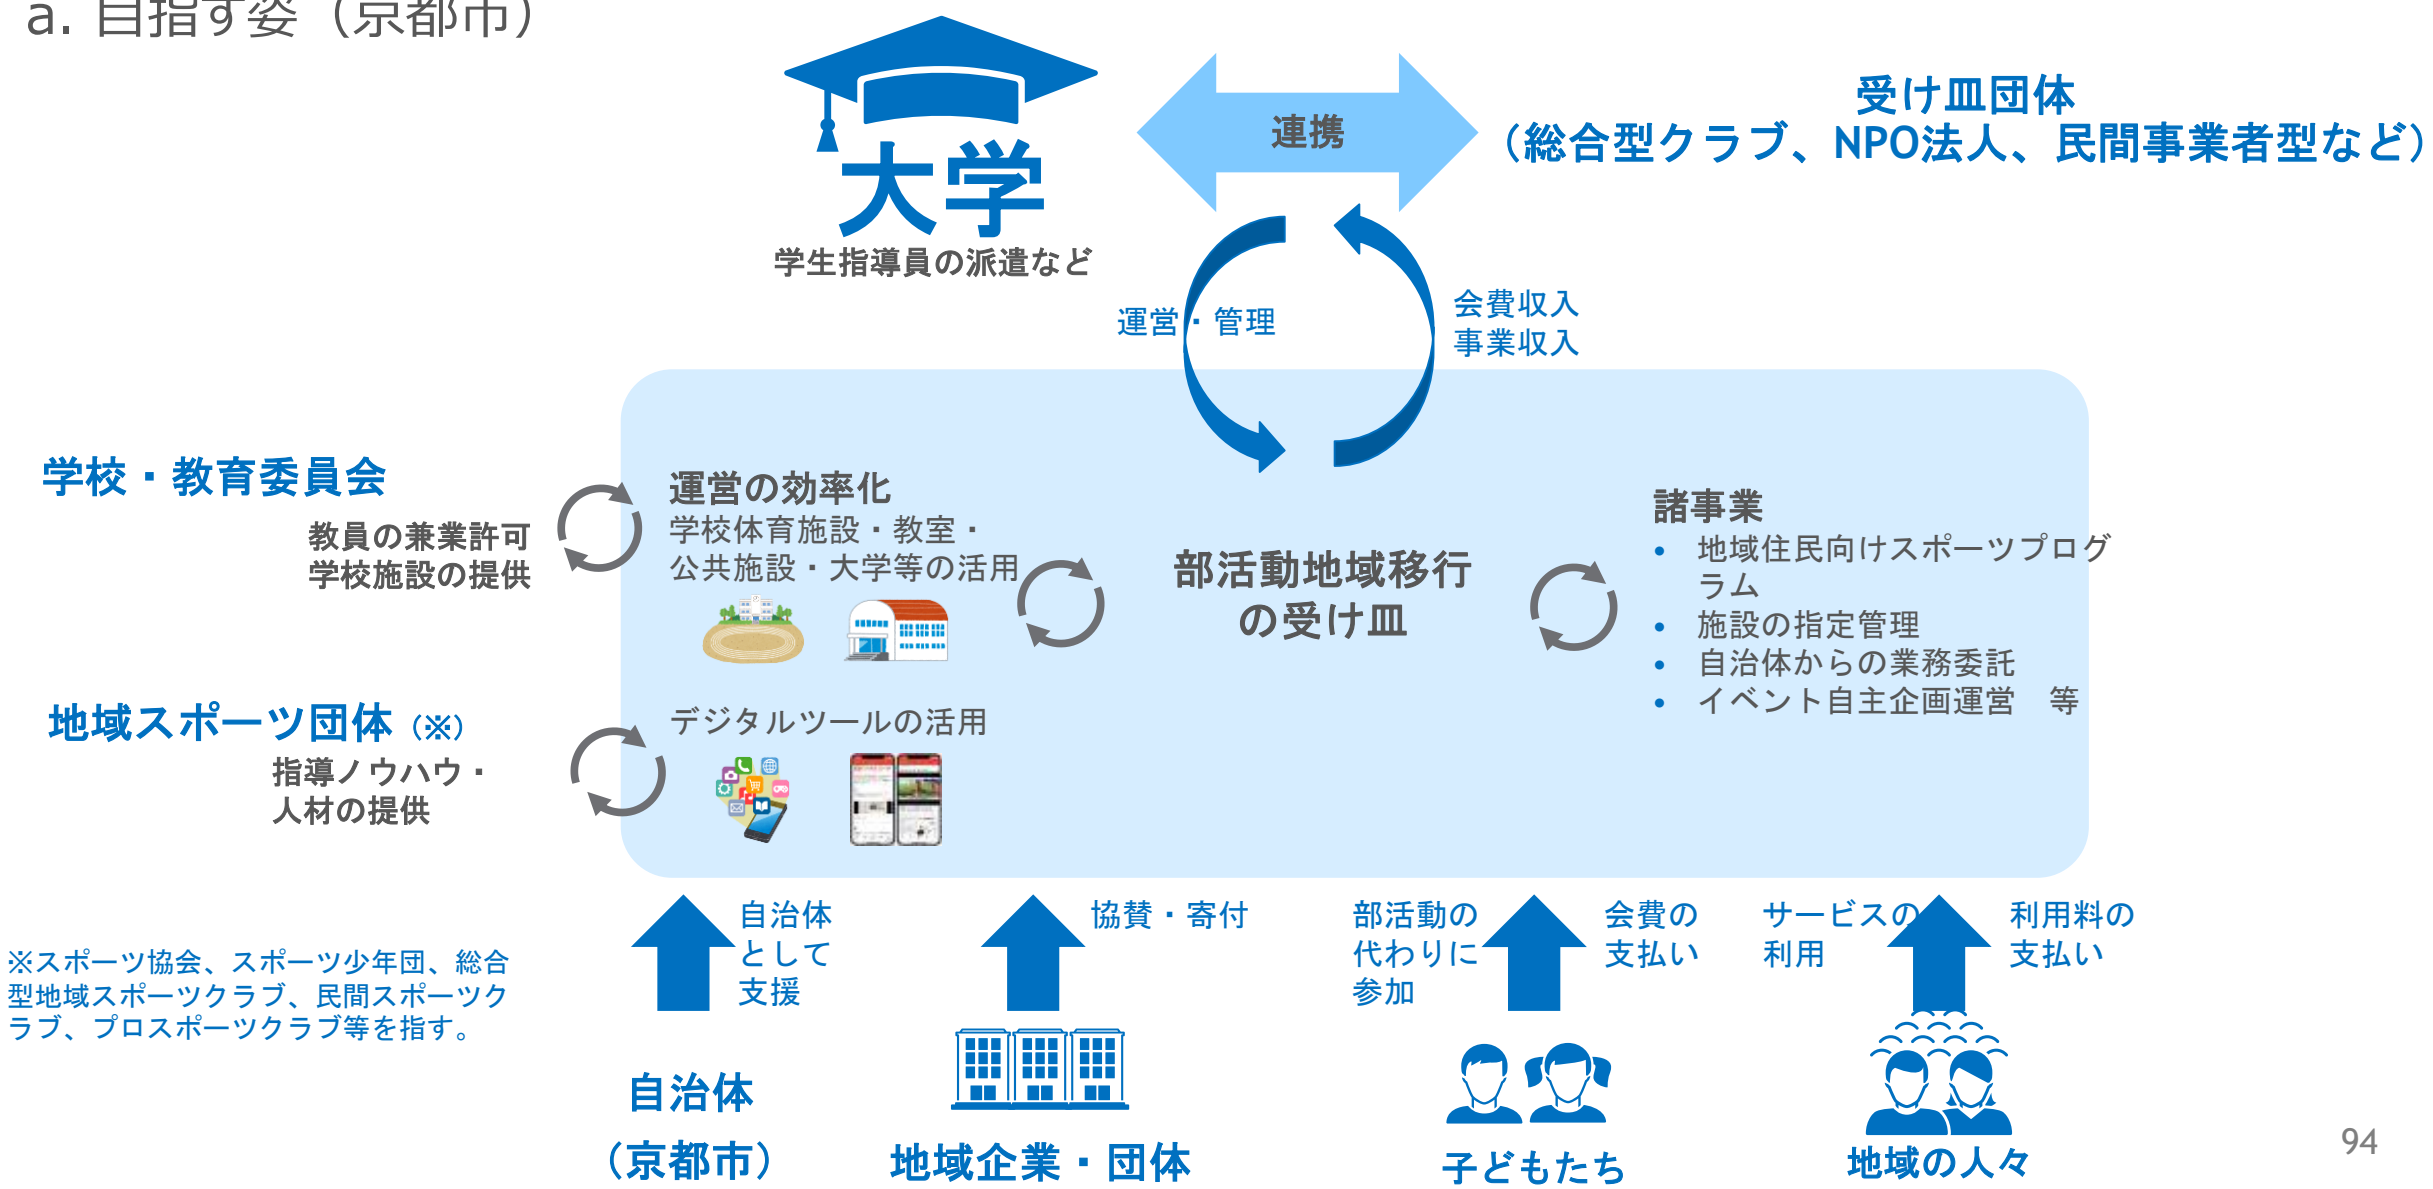 a. 目指す姿（京都市）
大学
学生指導員の派遣など
連携
受け皿団体
（総合型クラブ、NPO法人、民間事業者型など）
運営・管理
会費収入
事業収入
学校・教育委員会
教員の兼業許可
学校施設の提供
運営の効率化
学校体育施設・教室・
公共施設・大学等の活用
部活動地域移行
の受け皿
諸事業
• 地域住民向けスポーツプログ
ラム
• 施設の指定管理
• 自治体からの業務委託
• イベント自主企画運営　等
地域スポーツ団体（※）
指導ノウハウ・
人材の提供
デジタルツールの活用
※スポーツ協会、スポーツ少年団、総合
型地域スポーツクラブ、民間スポーツク
ラブ、プロスポーツクラブ等を指す。
自治体
として
支援
協賛・寄付
部活動の
代わりに
参加
会費の
支払い
サービスの
利用
利用料の
支払い
自治体
（京都市）
地域企業・団体
子どもたち
地域の人々
94